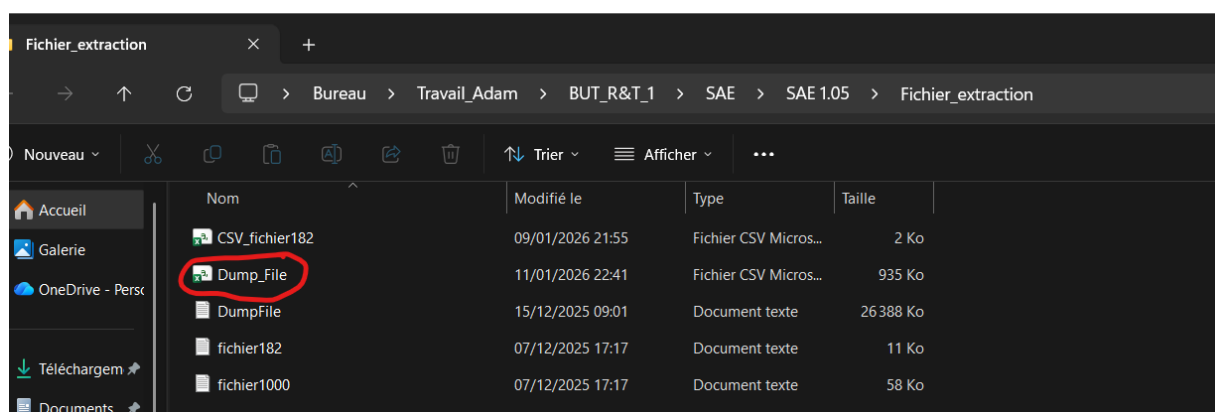 Fichier_extraction
Bureau > Travail_Adam > BUT_R&T_1 > SAE > SAE 1.05 > Fichier_extraction
Nouveau Trier Afficher
Nom Modifié le Type Taille
Accueil
Galerie
OneDrive - Persc
Téléchargem
Documents
CSV_fichier182 09/01/2026 21:55 Fichier CSV Micros... 2 Ko
Dump_File 11/01/2026 22:41 Fichier CSV Micros... 935 Ko
DumpFile 15/12/2025 09:01 Document texte 26 388 Ko
fichier182 07/12/2025 17:17 Document texte 11 Ko
fichier1000 07/12/2025 17:17 Document texte 58 Ko